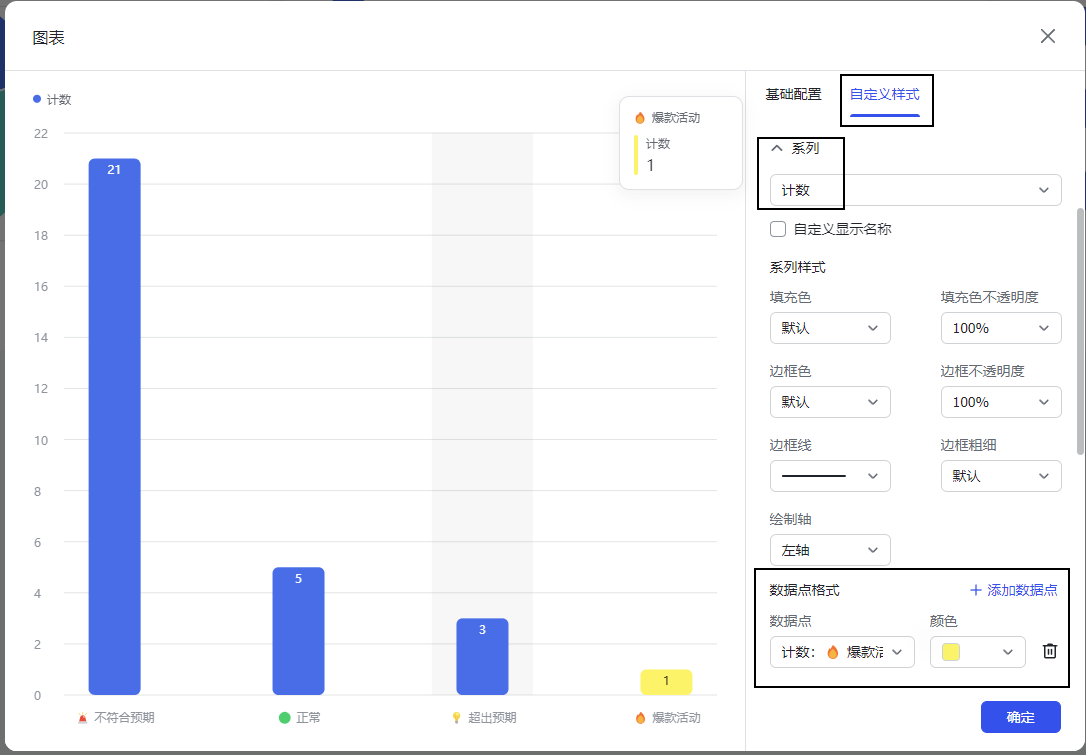 图表
计数
22
20
18
16
14
12
10
8
6
4
2
0
21
5
3
1
🚨 不符合预期
正常
💡 超出预期
🔥 爆款活动
🔥 爆款活动
计数
1
基础配置
自定义样式
系列
计数
自定义显示名称
系列样式
填充色 填充色不透明度
默认 100%
边框色 边框不透明度
默认 100%
边框线 边框粗细
默认
绘制轴
左轴
数据点格式 + 添加数据点
数据点 颜色
计数: 🔥 爆款
确定